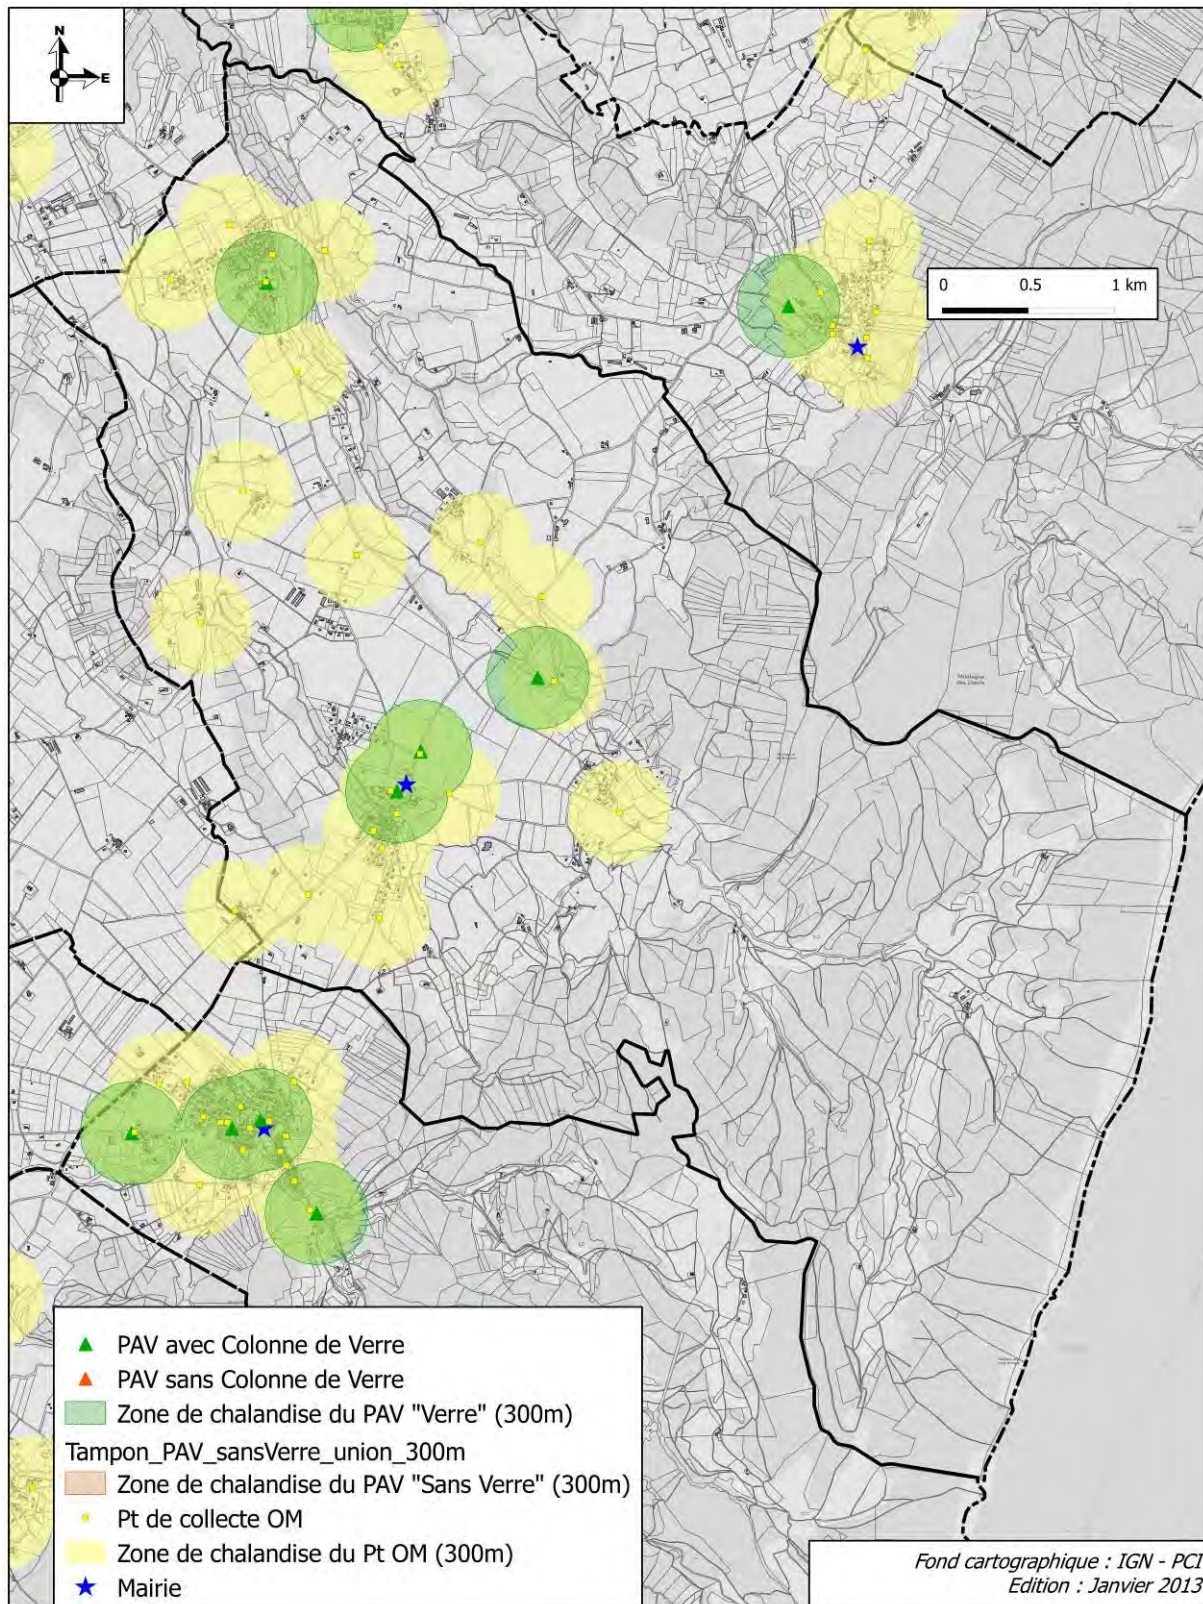 N
E
0 0.5 1 km
PAV avec Colonne de Verre
PAV sans Colonne de Verre
Zone de chalandise du PAV "Verre" (300m)
Tampon_PAV_sansVerre_union_300m
Zone de chalandise du PAV "Sans Verre" (300m)
Pt de collecte OM
Zone de chalandise du Pt OM (300m)
Mairie
Fond cartographique : IGN - PCI
Edition : Janvier 2013